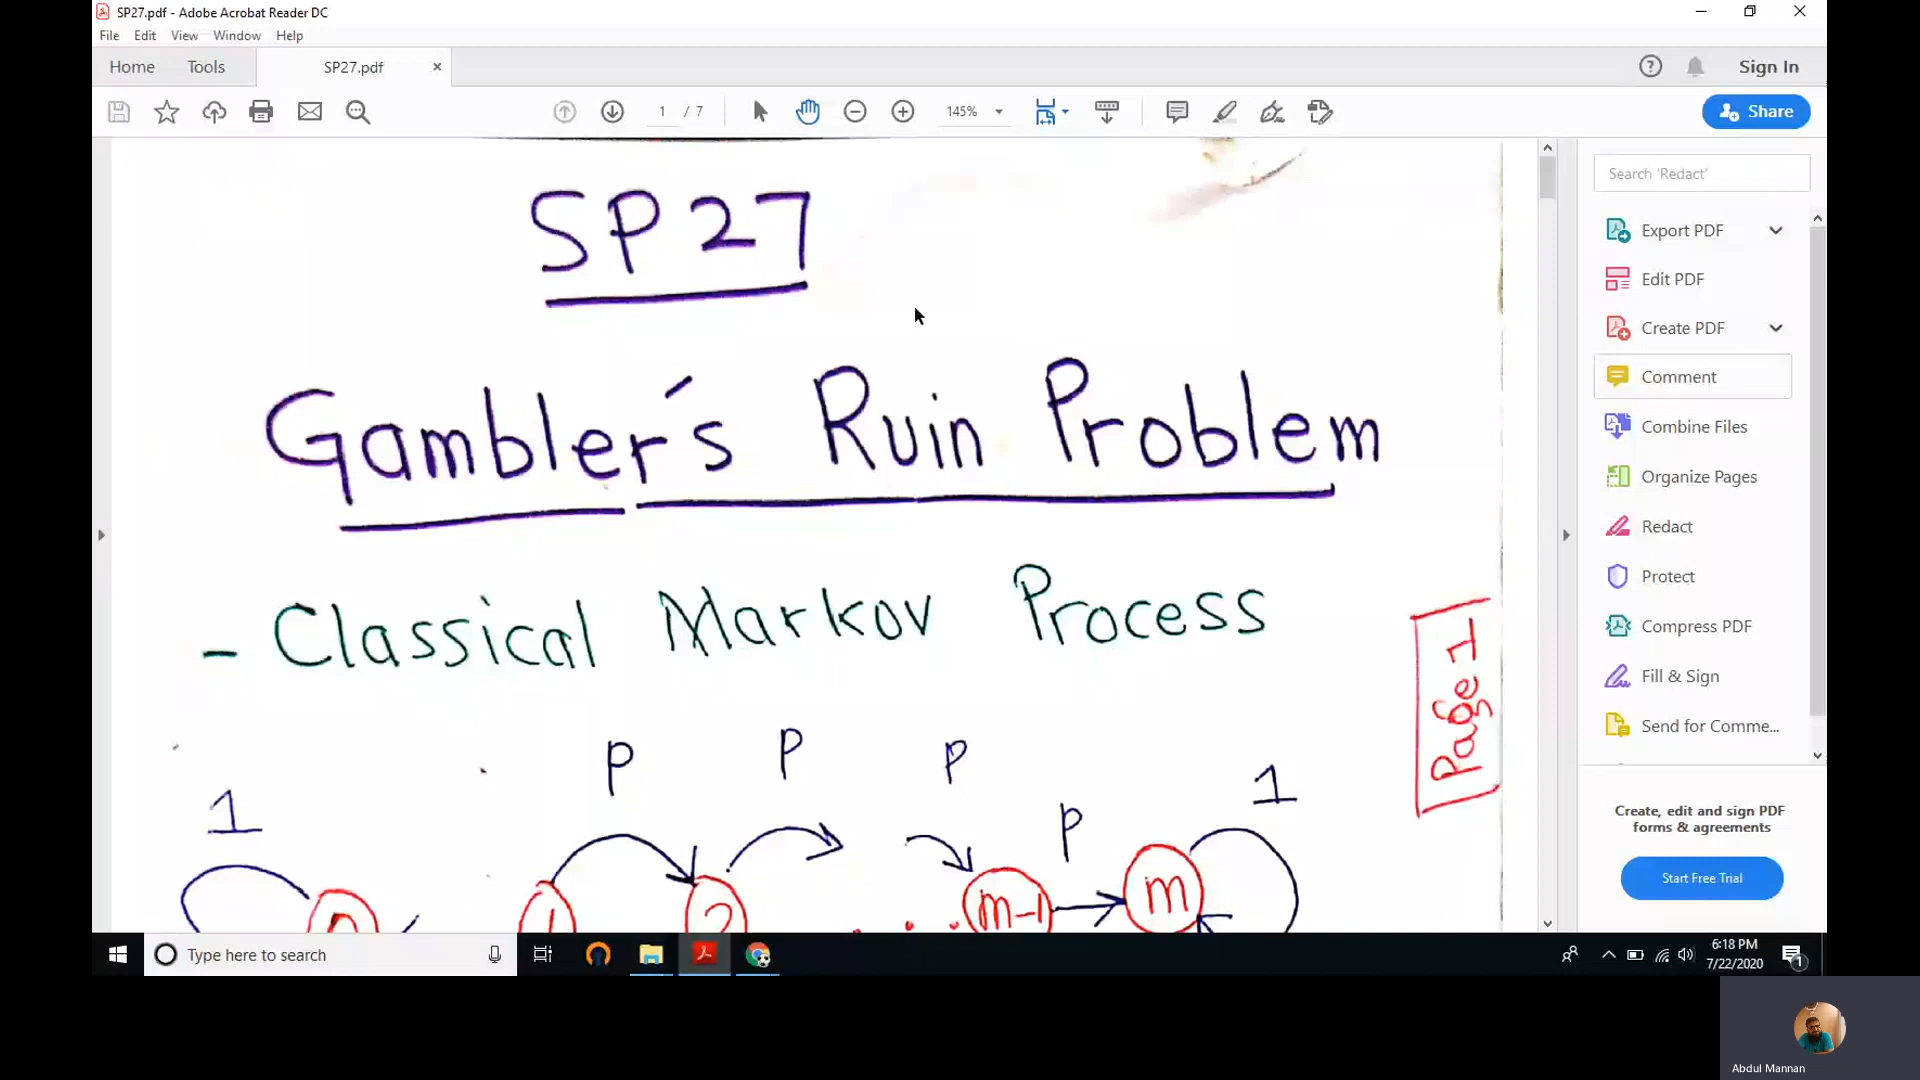 SP27.pdf - Adobe Acrobat Reader DC
File Edit View Window Help
Home Tools SP27.pdf × Sign In
1 / 7 145% Share
SP27
Gambler's Ruin Problem
- Classical Markov Process
Page 1
P P P
1 P 1
0 1 2 ... m-1 m
Search 'Redact'
Export PDF
Edit PDF
Create PDF
Comment
Combine Files
Organize Pages
Redact
Protect
Compress PDF
Fill & Sign
Send for Comme...
Create, edit and sign PDF
forms & agreements
Start Free Trial
Type here to search
6:18 PM
7/22/2020
1
Abdul Mannan